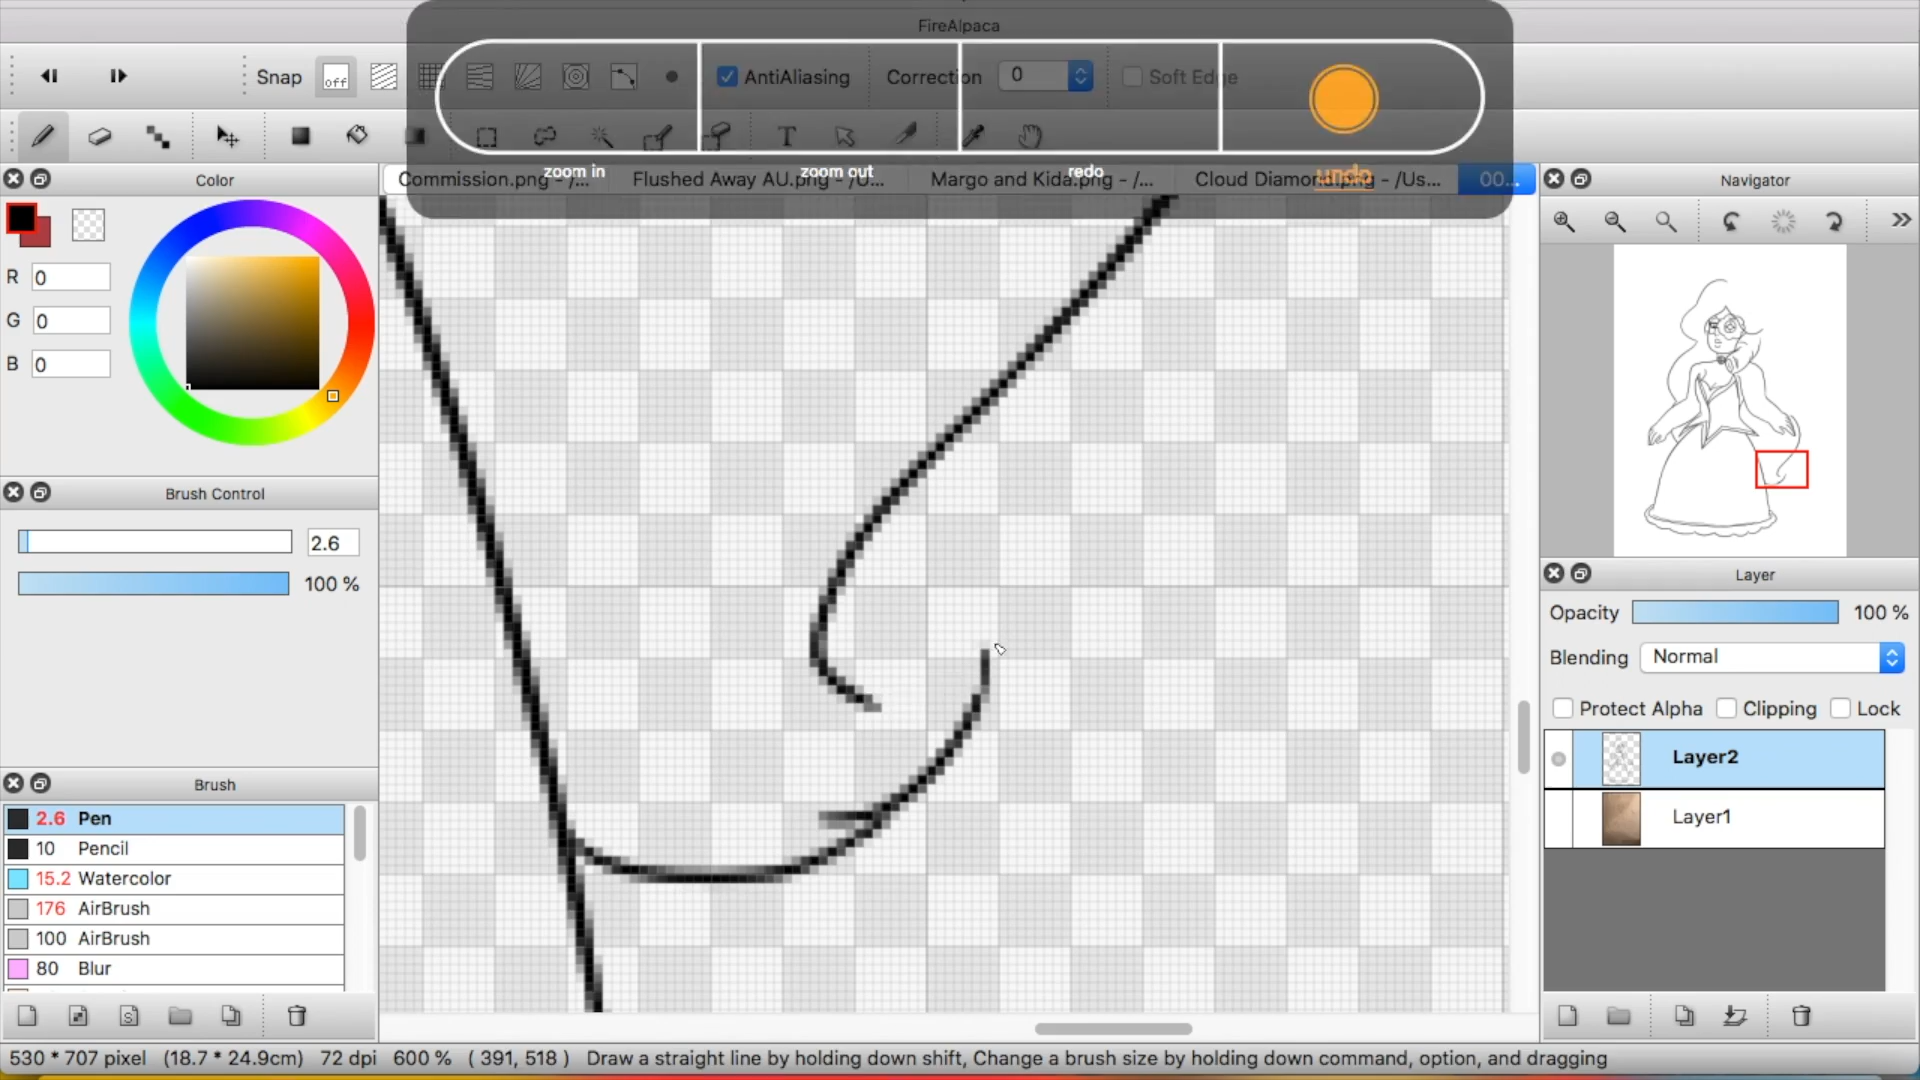 FireAlpaca
Snap off AntiAliasing Correction 0 Soft Edge
T
zoom in zoom out redo undo
Commission.png - /... Flushed Away AU.png - /U... Margo and Kida.png - /... Cloud Diamond.png - /Us... 00...
Color
R 0
G 0
B 0
Brush Control
2.6
100 %
Brush
2.6 Pen
10 Pencil
15.2 Watercolor
176 AirBrush
100 AirBrush
80 Blur
Navigator
Layer
Opacity 100 %
Blending Normal
Protect Alpha Clipping Lock
Layer2
Layer1
530 * 707 pixel (18.7 * 24.9cm) 72 dpi 600 % ( 391, 518 ) Draw a straight line by holding down shift, Change a brush size by holding down command, option, and dragging